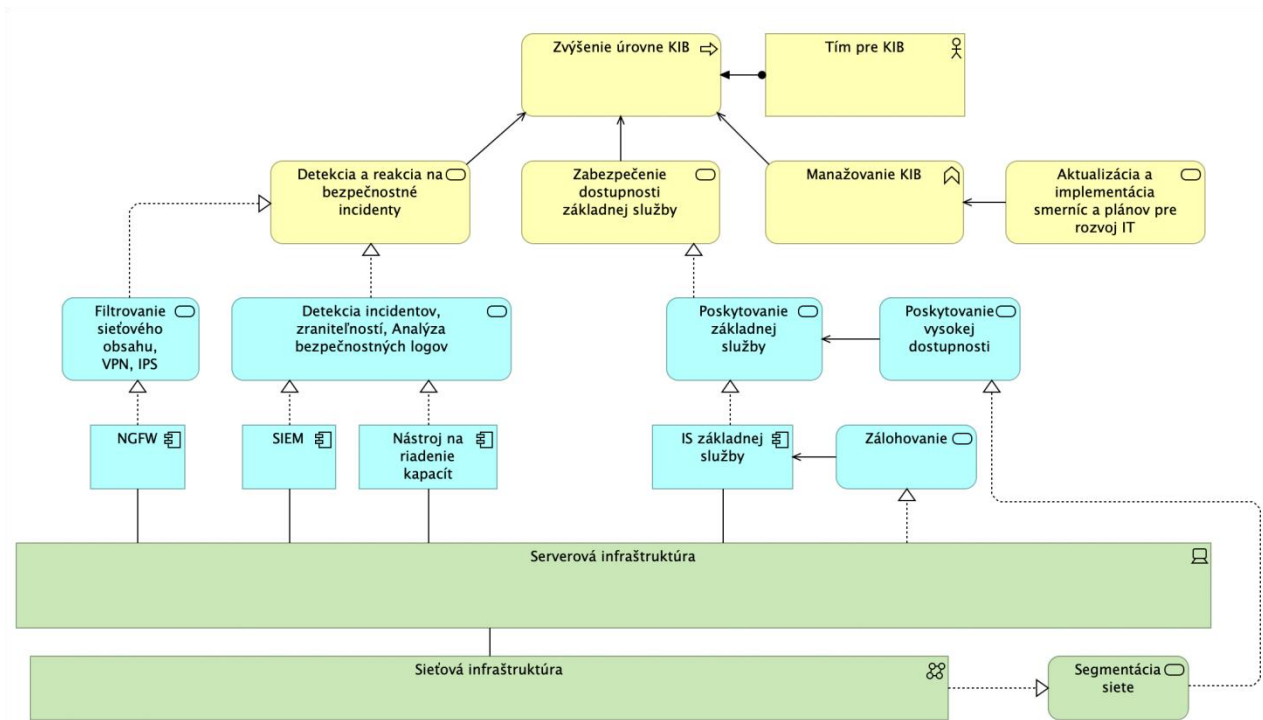 Zvýšenie úrovne KIB
Tím pre KIB
Detekcia a reakcia na
bezpečnostné
incidenty
Zabezpečenie
dostupnosti
základnej služby
Manažovanie KIB
Aktualizácia a
implementácia
smerníc a plánov pre
rozvoj IT
Filtrovanie
sieťového
obsahu,
VPN, IPS
Detekcia incidentov,
zraniteľností, Analýza
bezpečnostných logov
Poskytovanie
základnej
služby
Poskytovanie
vysokej
dostupnosti
NGFW
SIEM
Nástroj na
riadenie
kapacít
IS základnej
služby
Zálohovanie
Serverová infraštruktúra
Sieťová infraštruktúra
Segmentácia
siete